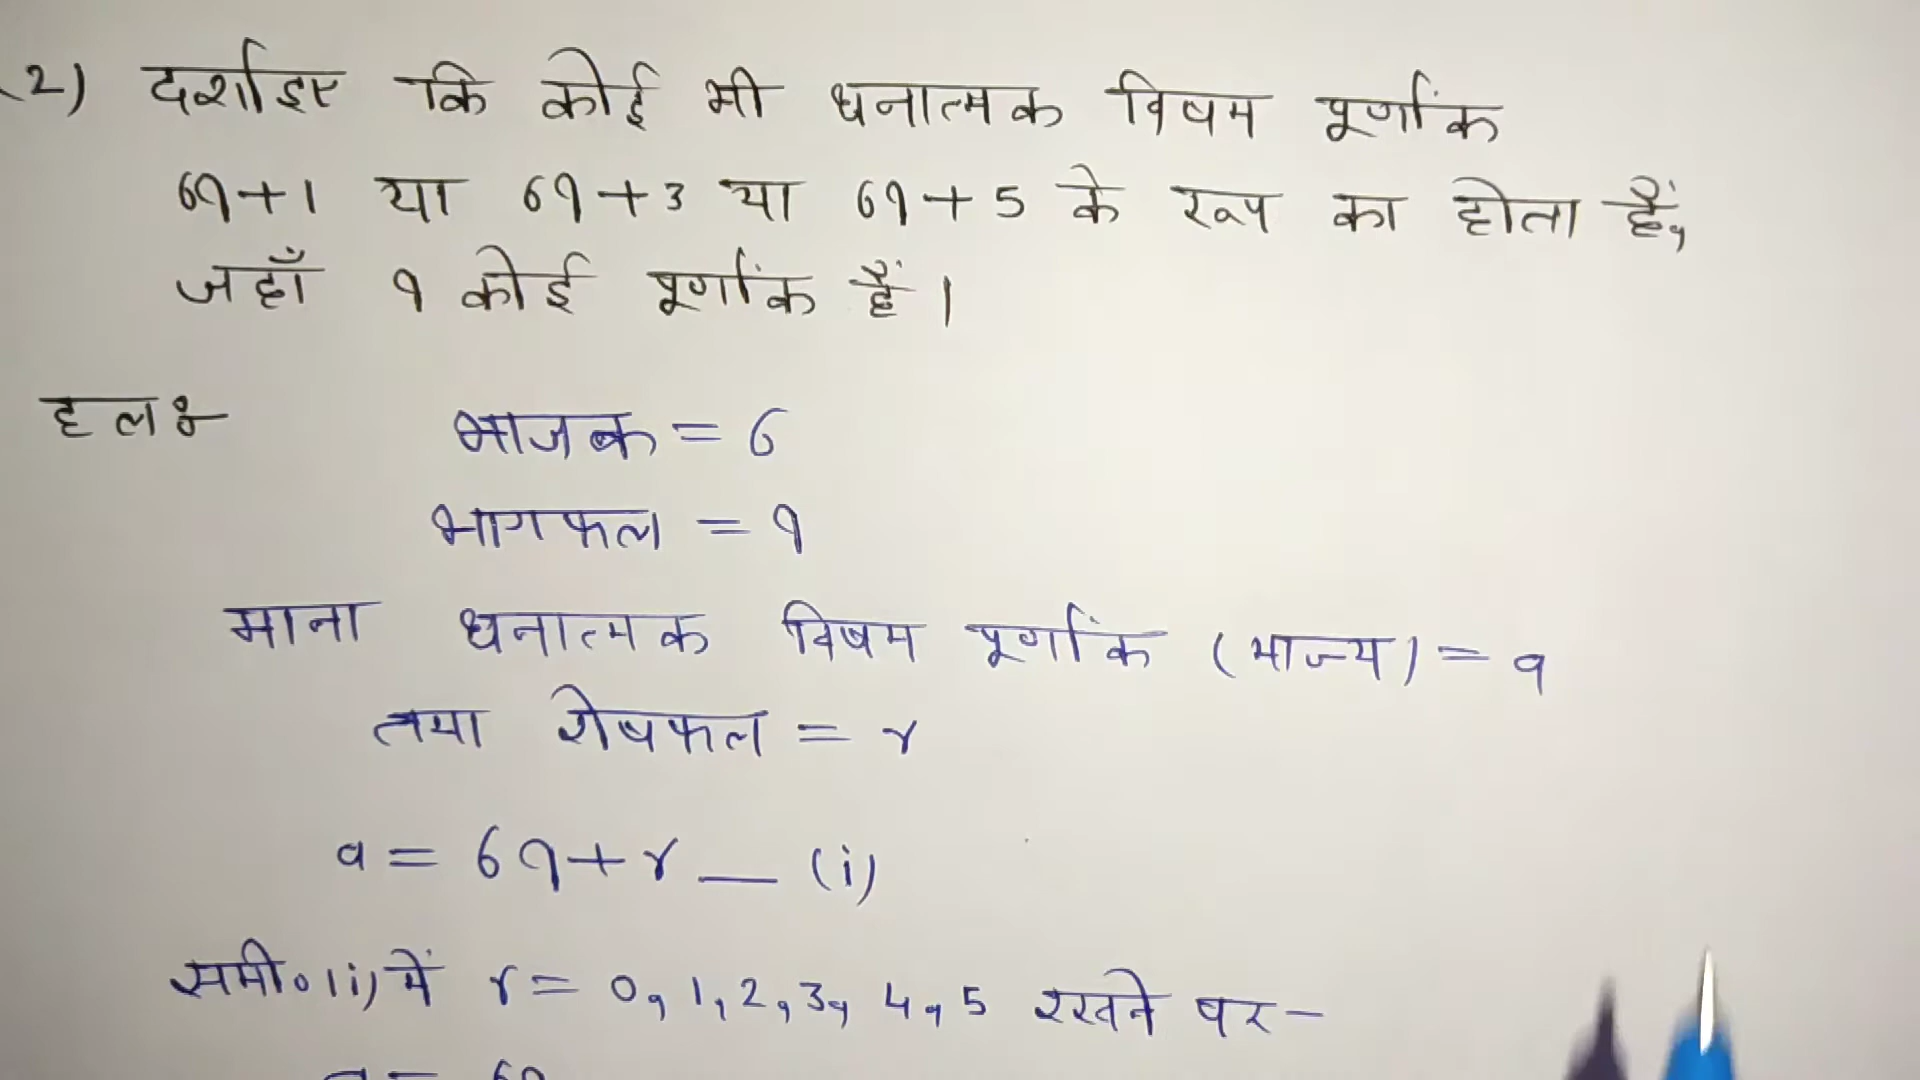 2) दर्शाइए कि कोई भी धनात्मक विषम पूर्णांक
6q+1 या 6q+3 या 6q+5 के रूप का होता हैं,
जहाँ q कोई पूर्णांक हैं।
हलः-
भाजक = 6
भागफल = q
माना धनात्मक विषम पूर्णांक (भाज्य) = a
तथा शेषफल = r
a = 6q+r — (i)
समी० (i) में r = 0, 1, 2, 3, 4, 5 रखने पर-
a = 6q